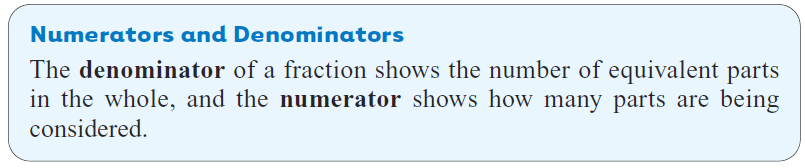 Numerators and Denominators
The denominator of a fraction shows the number of equivalent parts
in the whole, and the numerator shows how many parts are being
considered.